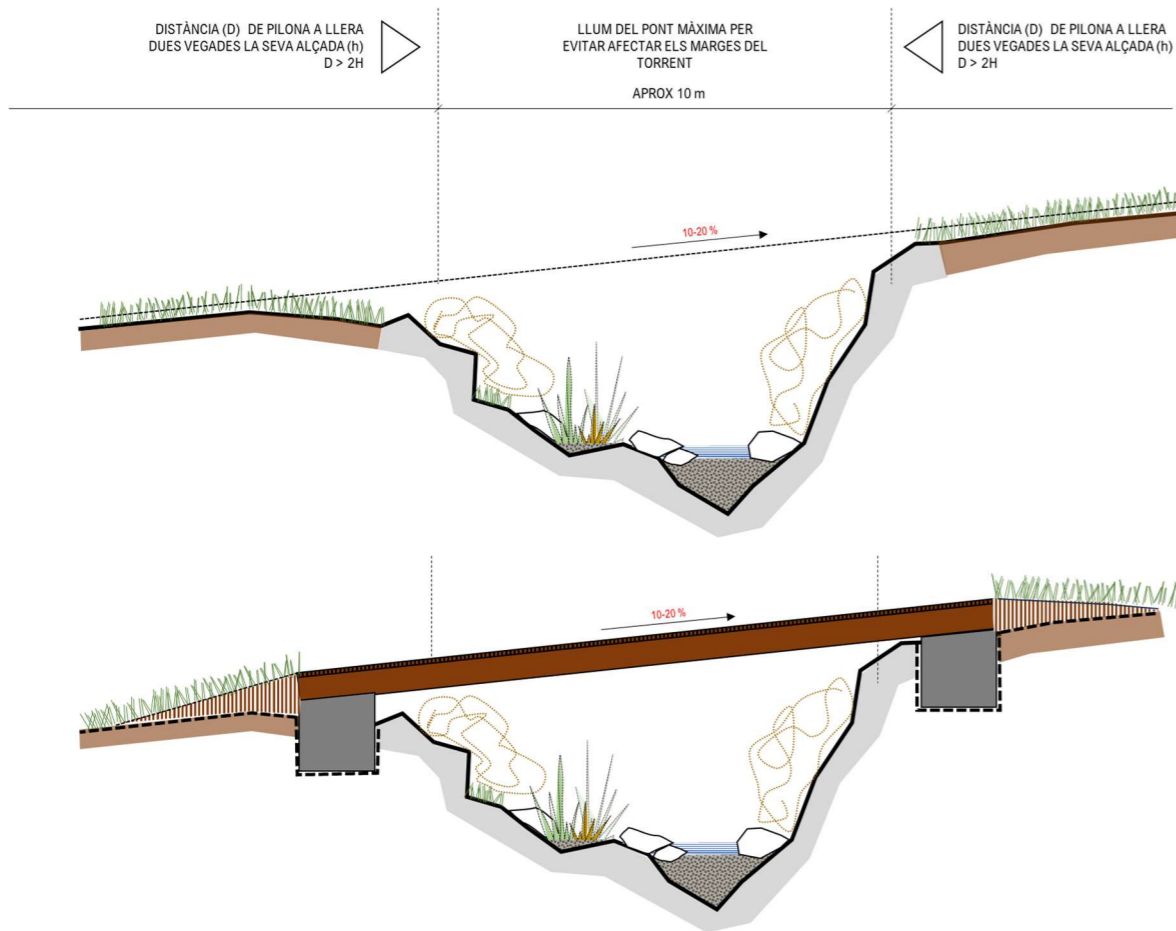 DISTÀNCIA (D) DE PILONA A LLERA
DUES VEGADES LA SEVA ALÇADA (h)
D > 2H
LLUM DEL PONT MÀXIMA PER
EVITAR AFECTAR ELS MARGES DEL
TORRENT
APROX 10 m
DISTÀNCIA (D) DE PILONA A LLERA
DUES VEGADES LA SEVA ALÇADA (h)
D > 2H
10-20 %
10-20 %